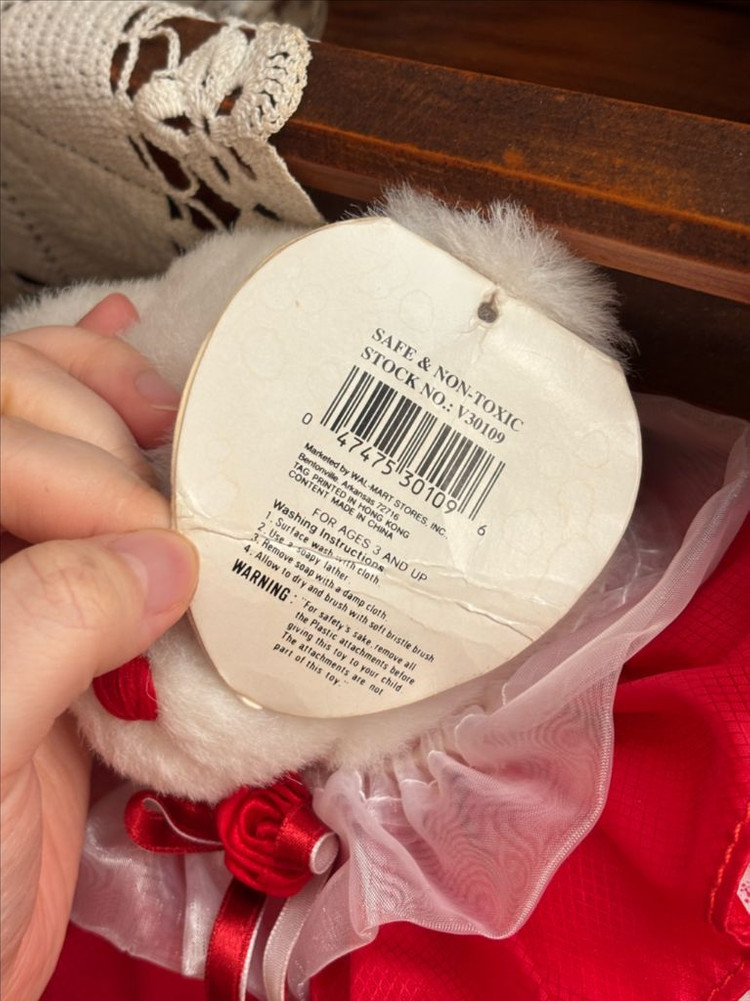 SAFE & NON-TOXIC
STOCK NO.: V30109
0 47475 30109 6
Marketed by WAL-MART STORES, INC.
Bentonville, Arkansas 72716
TAG PRINTED IN HONG KONG
CONTENT MADE IN CHINA
FOR AGES 3 AND UP
Washing Instructions
1. Surface wash with cloth
2. Use a soapy lather.
3. Remove soap with a damp cloth.
4. Allow to dry and brush with soft bristle brush
WARNING: "For safety's sake, remove all
the Plastic attachments before
giving this toy to your child.
The attachments are not
part of this toy."